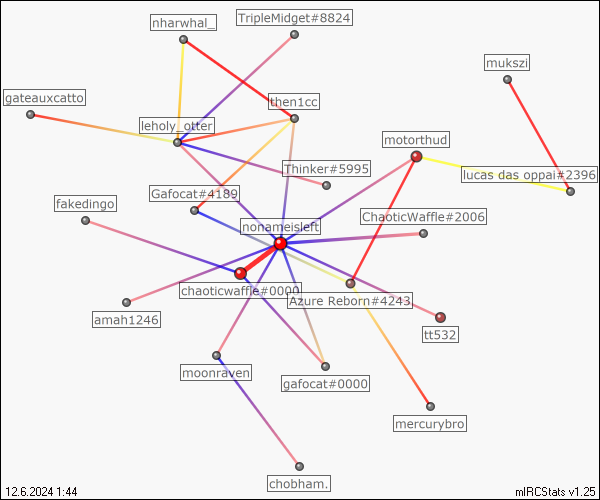 TripleMidget#8824
nharwhal_
mukszi
gateauxcatto
then1cc
leholy_otter
motorthud
Thinker#5995
lucas das oppai#2396
Gafocat#4189
fakedingo
ChaoticWaffle#2006
nonameisleft
chaoticwaffle#0000
Azure Reborn#4243
amah1246
tt532
moonraven
gafocat#0000
mercurybro
chobham.
12.6.2024 1:44
mIRCStats v1.25